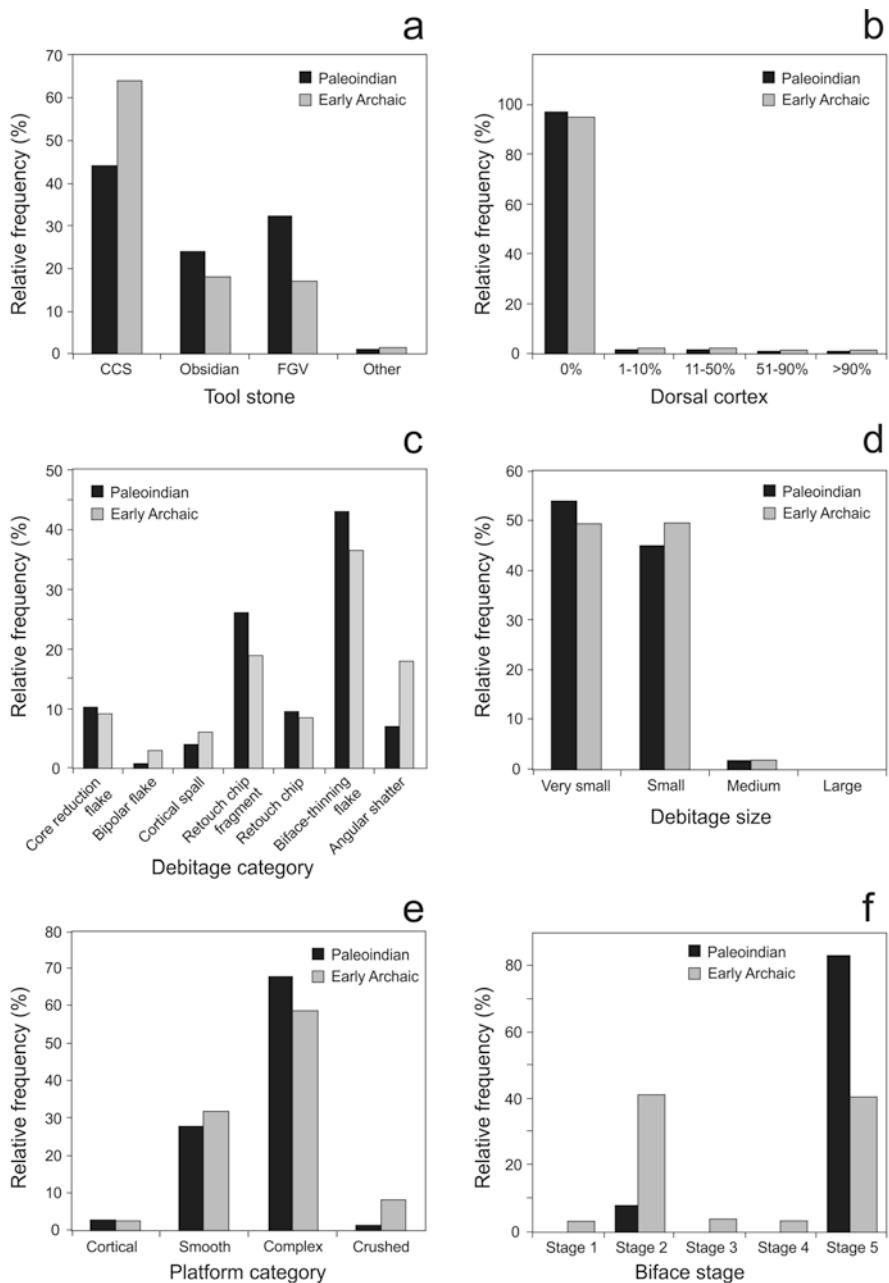 a
70
60
50
40
30
20
10
0
Relative frequency (%)
Paleoindian
Early Archaic
CCS Obsidian FGV Other
Tool stone
b
100
80
60
40
20
0
Relative frequency (%)
Paleoindian
Early Archaic
0% 1-10% 11-50% 51-90% >90%
Dorsal cortex
c
50
40
30
20
10
0
Relative frequency (%)
Paleoindian
Early Archaic
Core reduction
flake
Bipolar flake
Cortical spall
Retouch chip
fragment
Retouch chip
Biface-thinning
flake
Angular shatter
Debitage category
d
60
50
40
30
20
10
0
Relative frequency (%)
Paleoindian
Early Archaic
Very small Small Medium Large
Debitage size
e
80
70
60
50
40
30
20
10
0
Relative frequency (%)
Paleoindian
Early Archaic
Cortical Smooth Complex Crushed
Platform category
f
80
60
40
20
0
Relative frequency (%)
Paleoindian
Early Archaic
Stage 1 Stage 2 Stage 3 Stage 4 Stage 5
Biface stage